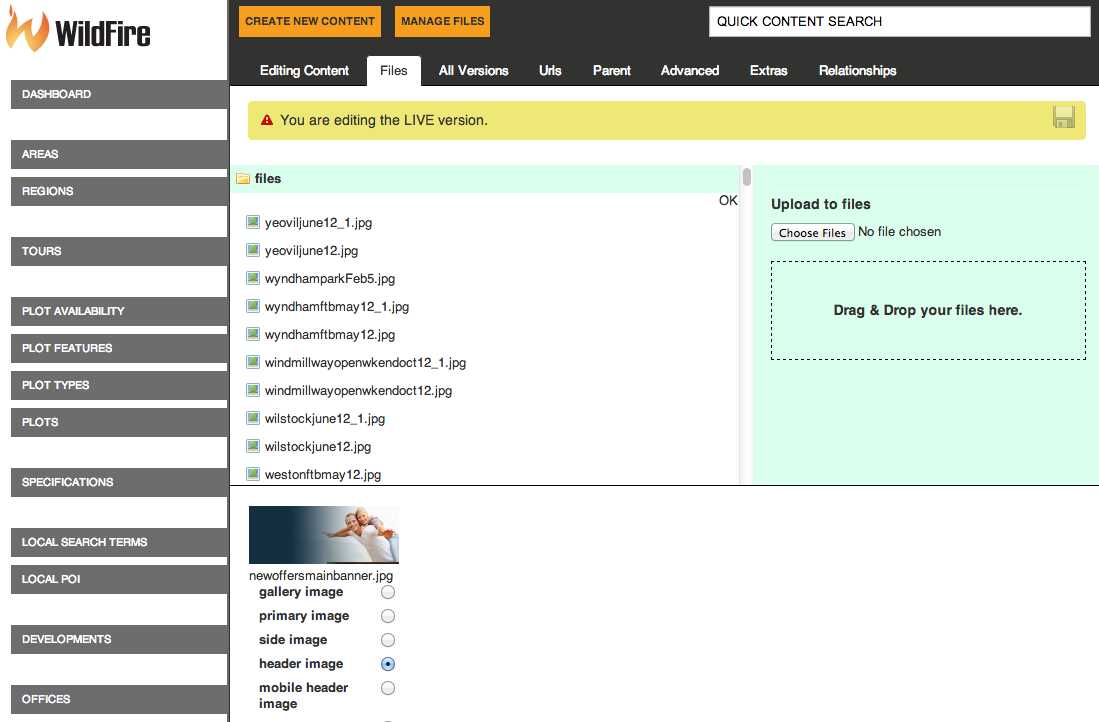 WildFire
CREATE NEW CONTENT
MANAGE FILES
QUICK CONTENT SEARCH
Editing Content
Files
All Versions
Urls
Parent
Advanced
Extras
Relationships
DASHBOARD
AREAS
REGIONS
TOURS
PLOT AVAILABILITY
PLOT FEATURES
PLOT TYPES
PLOTS
SPECIFICATIONS
LOCAL SEARCH TERMS
LOCAL POI
DEVELOPMENTS
OFFICES
You are editing the LIVE version.
files
OK
yeoviljune12_1.jpg
yeoviljune12.jpg
wyndhamparkFeb5.jpg
wyndhamftbmay12_1.jpg
wyndhamftbmay12.jpg
windmillwayopenwkendoct12_1.jpg
windmillwayopenwkendoct12.jpg
wilstockjune12_1.jpg
wilstockjune12.jpg
westonftbmay12.jpg
Upload to files
Choose Files No file chosen
Drag & Drop your files here.
newoffersmainbanner.jpg
gallery image
primary image
side image
header image
mobile header
image